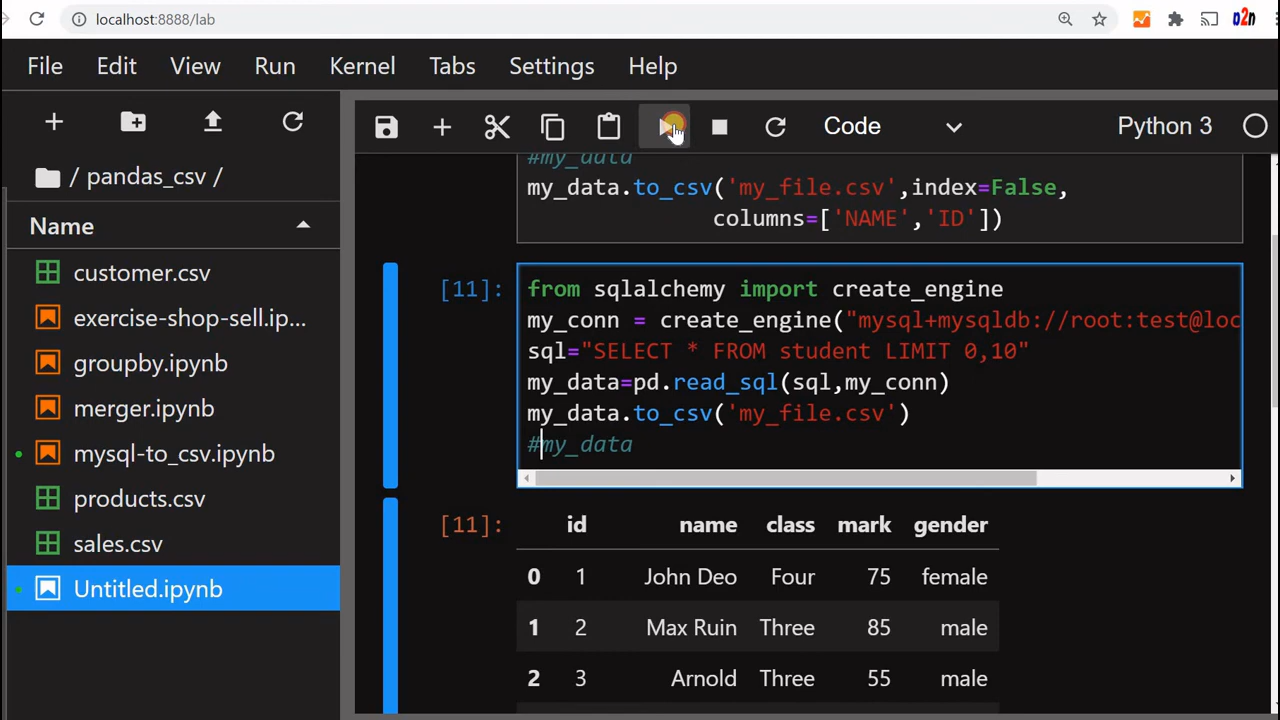 localhost:8888/lab
File Edit View Run Kernel Tabs Settings Help
Code Python 3
/ pandas_csv /
Name
customer.csv
exercise-shop-sell.ip...
groupby.ipynb
merger.ipynb
mysql-to_csv.ipynb
products.csv
sales.csv
Untitled.ipynb
#my_data
my_data.to_csv('my_file.csv',index=False,
columns=['NAME','ID'])
[11]: from sqlalchemy import create_engine
my_conn = create_engine("mysql+mysqldb://root:test@loc
sql="SELECT * FROM student LIMIT 0,10"
my_data=pd.read_sql(sql,my_conn)
my_data.to_csv('my_file.csv')
#my_data
[11]: id name class mark gender
0 1 John Deo Four 75 female
1 2 Max Ruin Three 85 male
2 3 Arnold Three 55 male